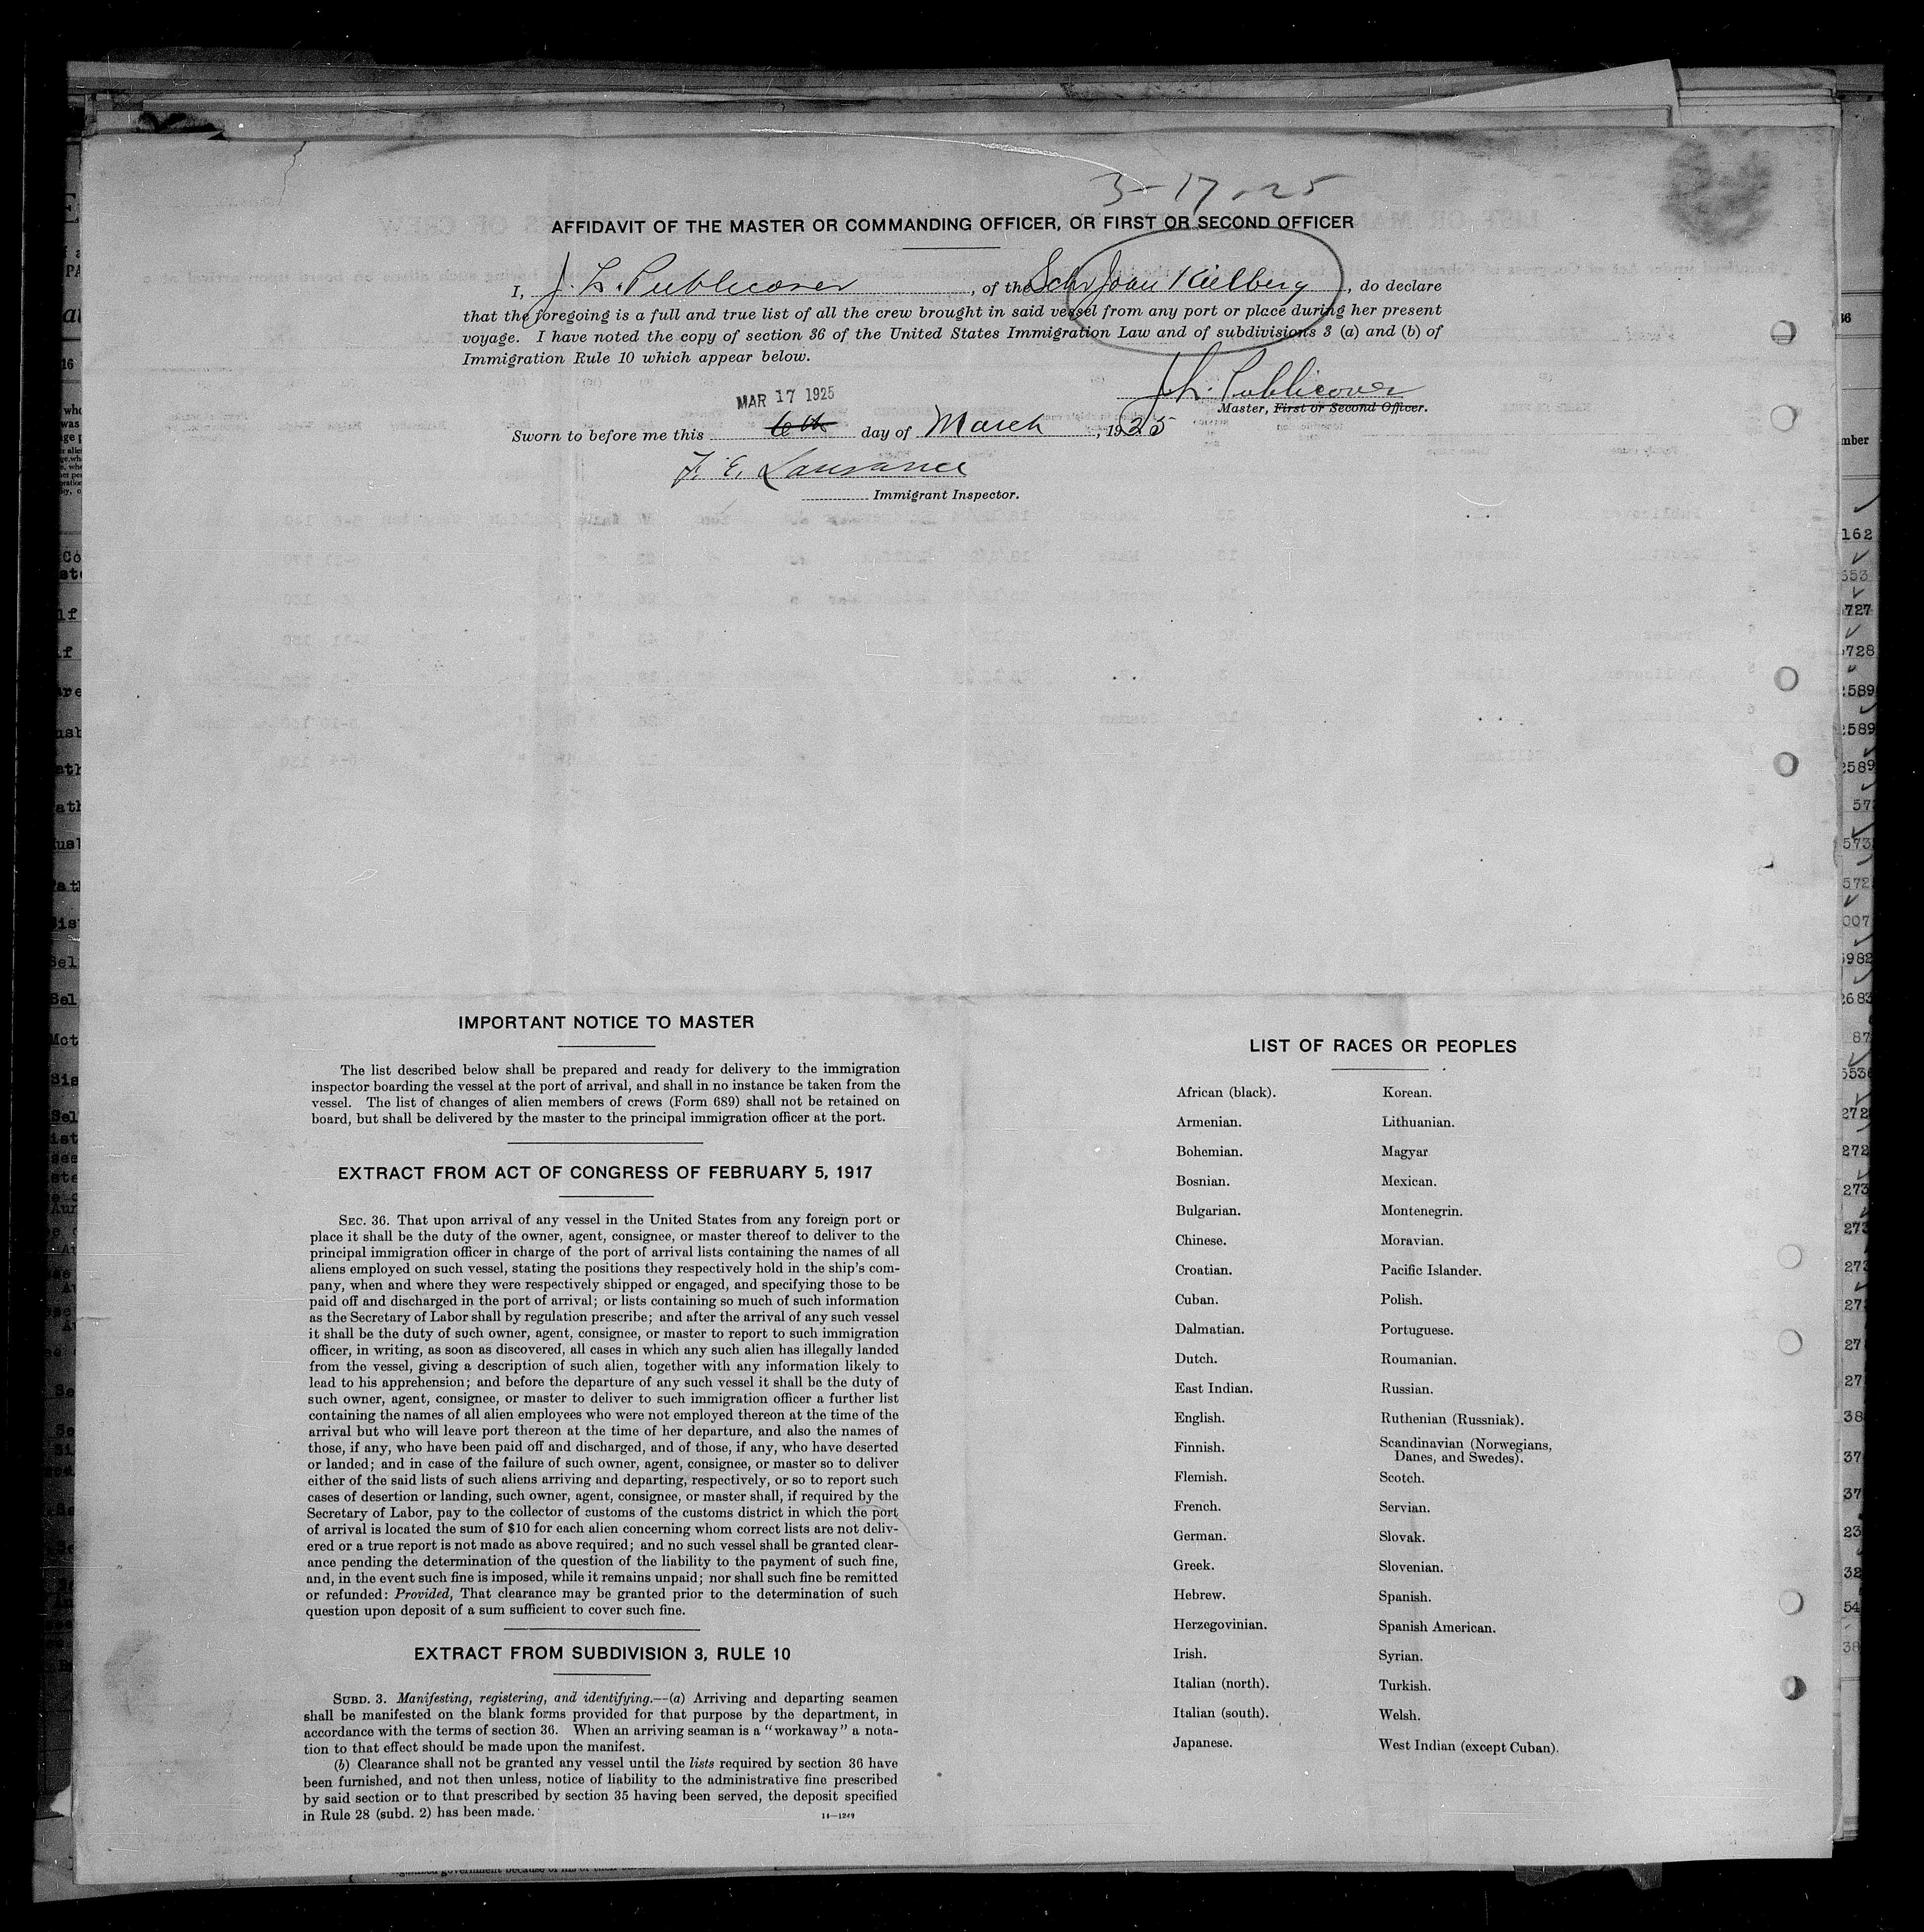 3-17-25
AFFIDAVIT OF THE MASTER OR COMMANDING OFFICER, OR FIRST OR SECOND OFFICER
I, J. L. Publicover, of the Schr Joan Kielberg, do declare
that the foregoing is a full and true list of all the crew brought in said vessel from any port or place during her present
voyage. I have noted the copy of section 36 of the United States Immigration Law and of subdivisions 3 (a) and (b) of
Immigration Rule 10 which appear below.
J. L. Publicover
Master, First or Second Officer.
MAR 17 1925
Sworn to before me this 6th day of March, 1925
F. E. Lawrance
Immigrant Inspector.
IMPORTANT NOTICE TO MASTER
The list described below shall be prepared and ready for delivery to the immigration
inspector boarding the vessel at the port of arrival, and shall in no instance be taken from the
vessel. The list of changes of alien members of crews (Form 689) shall not be retained on
board, but shall be delivered by the master to the principal immigration officer at the port.
EXTRACT FROM ACT OF CONGRESS OF FEBRUARY 5, 1917
SEC. 36. That upon arrival of any vessel in the United States from any foreign port or
place it shall be the duty of the owner, agent, consignee, or master thereof to deliver to the
principal immigration officer in charge of the port of arrival lists containing the names of all
aliens employed on such vessel, stating the positions they respectively hold in the ship's com-
pany, when and where they were respectively shipped or engaged, and specifying those to be
paid off and discharged in the port of arrival; or lists containing so much of such information
as the Secretary of Labor shall by regulation prescribe; and after the arrival of any such vessel
it shall be the duty of such owner, agent, consignee, or master to report to such immigration
officer, in writing, as soon as discovered, all cases in which any such alien has illegally landed
from the vessel, giving a description of such alien, together with any information likely to
lead to his apprehension; and before the departure of any such vessel it shall be the duty of
such owner, agent, consignee, or master to deliver to such immigration officer a further list
containing the names of all alien employees who were not employed thereon at the time of the
arrival but who will leave port thereon at the time of her departure, and also the names of
those, if any, who have been paid off and discharged, and of those, if any, who have deserted
or landed; and in case of the failure of such owner, agent, consignee, or master so to deliver
either of the said lists of such aliens arriving and departing, respectively, or so to report such
cases of desertion or landing, such owner, agent, consignee, or master shall, if required by the
Secretary of Labor, pay to the collector of customs of the customs district in which the port
of arrival is located the sum of $10 for each alien concerning whom correct lists are not deliv-
ered or a true report is not made as above required; and no such vessel shall be granted clear-
ance pending the determination of the question of the liability to the payment of such fine,
and, in the event such fine is imposed, while it remains unpaid; nor shall such fine be remitted
or refunded: Provided, That clearance may be granted prior to the determination of such
question upon deposit of a sum sufficient to cover such fine.
EXTRACT FROM SUBDIVISION 3, RULE 10
SUBD. 3. Manifesting, registering, and identifying.—(a) Arriving and departing seamen
shall be manifested on the blank forms provided for that purpose by the department, in
accordance with the terms of section 36. When an arriving seaman is a "workaway" a nota-
tion to that effect should be made upon the manifest.
(b) Clearance shall not be granted any vessel until the lists required by section 36 have
been furnished, and not then unless, notice of liability to the administrative fine prescribed
by said section or to that prescribed by section 35 having been served, the deposit specified
in Rule 28 (subd. 2) has been made.
14—1249
LIST OF RACES OR PEOPLES
African (black).
Armenian.
Bohemian.
Bosnian.
Bulgarian.
Chinese.
Croatian.
Cuban.
Dalmatian.
Dutch.
East Indian.
English.
Finnish.
Flemish.
French.
German.
Greek.
Hebrew.
Herzegovinian.
Irish.
Italian (north).
Italian (south).
Japanese.
Korean.
Lithuanian.
Magyar
Mexican.
Montenegrin.
Moravian.
Pacific Islander.
Polish.
Portuguese.
Roumanian.
Russian.
Ruthenian (Russniak).
Scandinavian (Norwegians,
Danes, and Swedes).
Scotch.
Servian.
Slovak.
Slovenian.
Spanish.
Spanish American.
Syrian.
Turkish.
Welsh.
West Indian (except Cuban).